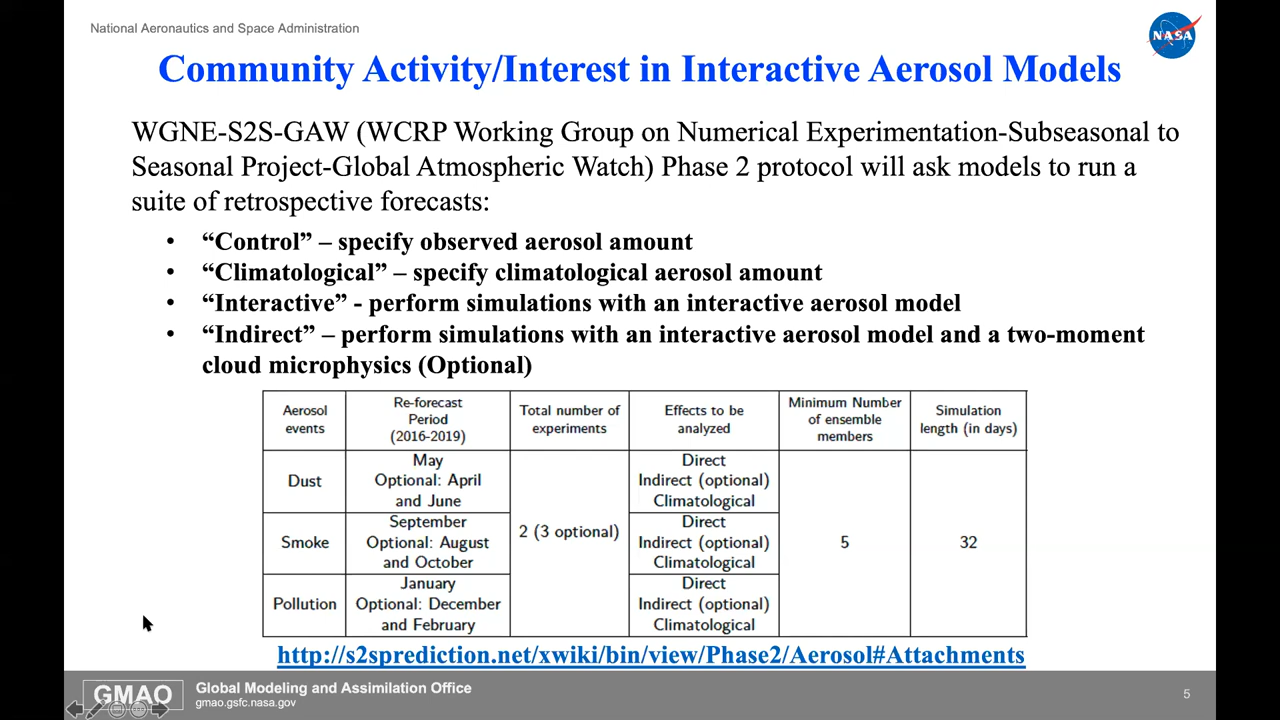 National Aeronautics and Space Administration
NASA
Community Activity/Interest in Interactive Aerosol Models
WGNE-S2S-GAW (WCRP Working Group on Numerical Experimentation-Subseasonal to
Seasonal Project-Global Atmospheric Watch) Phase 2 protocol will ask models to run a
suite of retrospective forecasts:
• “Control” – specify observed aerosol amount
• “Climatological” – specify climatological aerosol amount
• “Interactive” - perform simulations with an interactive aerosol model
• “Indirect” – perform simulations with an interactive aerosol model and a two-moment
cloud microphysics (Optional)
Aerosol
events
Re-forecast
Period
(2016-2019)
Total number of
experiments
Effects to be
analyzed
Minimum Number
of ensemble
members
Simulation
length (in days)
Dust
May
Optional: April
and June
2 (3 optional)
Direct
Indirect (optional)
Climatological
5
32
Smoke
September
Optional: August
and October
Direct
Indirect (optional)
Climatological
Pollution
January
Optional: December
and February
Direct
Indirect (optional)
Climatological
http://s2sprediction.net/xwiki/bin/view/Phase2/Aerosol#Attachments
GMAO
Global Modeling and Assimilation Office
gmao.gsfc.nasa.gov
5